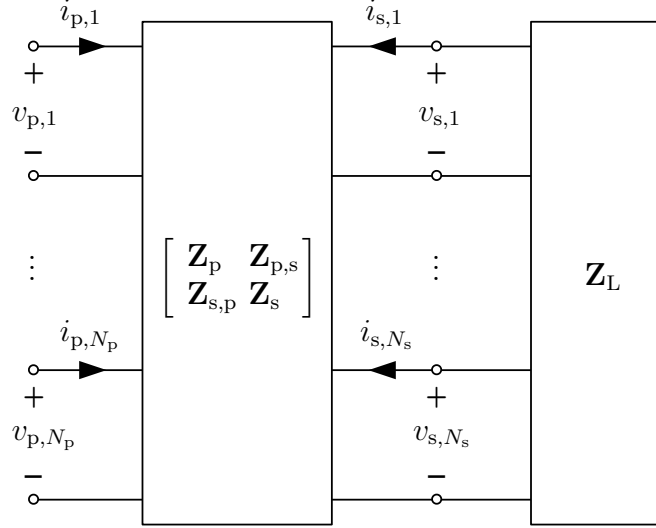 i_{p,1} i_{s,1}
+ +
v_{p,1} v_{s,1}
− −
⋮ [ Z_p Z_{p,s} ] ⋮ Z_L
[ Z_{s,p} Z_s ]
i_{p,N_p} i_{s,N_s}
+ +
v_{p,N_p} v_{s,N_s}
− −